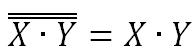 $\overline{\overline{X \cdot Y}} = X \cdot Y$